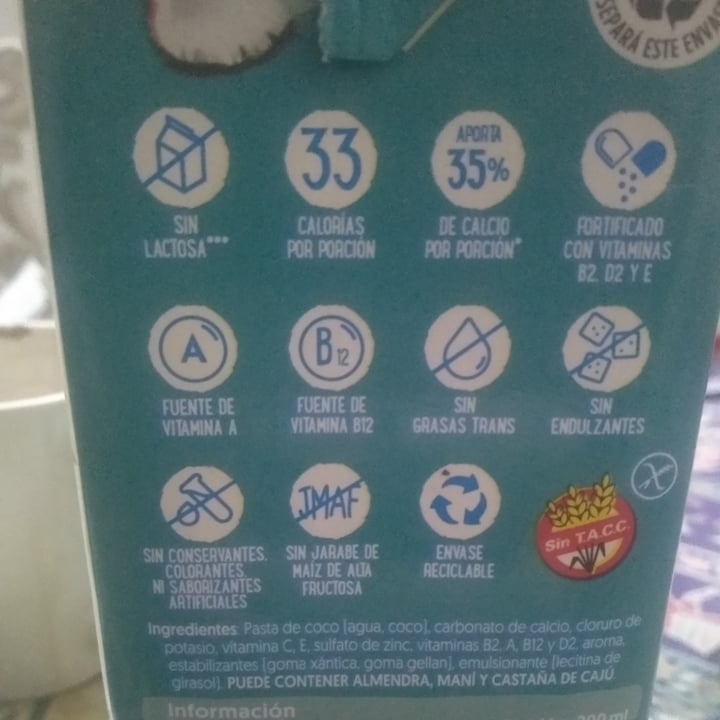 SEPARÁ ESTE ENVA
SIN
LACTOSA***
33
CALORÍAS
POR PORCIÓN
APORTA
35%
DE CALCIO
POR PORCIÓN*
FORTIFICADO
CON VITAMINAS
B2, D2 Y E
A
FUENTE DE
VITAMINA A
B12
FUENTE DE
VITAMINA B12
SIN
GRASAS TRANS
SIN
ENDULZANTES
SIN CONSERVANTES,
COLORANTES,
NI SABORIZANTES
ARTIFICIALES
JMAF
SIN JARABE DE
MAÍZ DE ALTA
FRUCTOSA
ENVASE
RECICLABLE
Sin T.A.C.C.
Ingredientes: Pasta de coco [agua, coco], carbonato de calcio, cloruro de
potasio, vitamina C, E, sulfato de zinc, vitaminas B2, A, B12 y D2, aroma,
estabilizantes [goma xántica, goma gellan], emulsionante [lecitina de
girasol]. PUEDE CONTENER ALMENDRA, MANÍ Y CASTAÑA DE CAJÚ.
Información